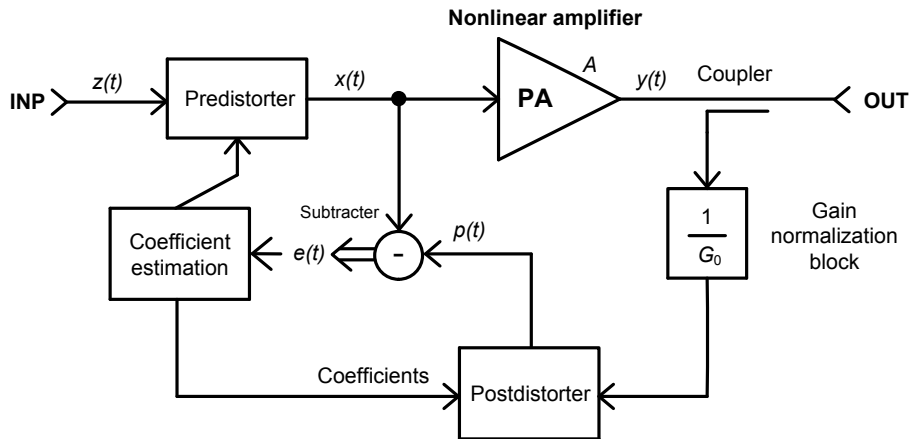 Nonlinear amplifier
INP
z(t)
Predistorter
x(t)
PA
A
y(t)
Coupler
OUT
Subtracter
Coefficient
estimation
e(t)
-
p(t)
1
G0
Gain
normalization
block
Coefficients
Postdistorter